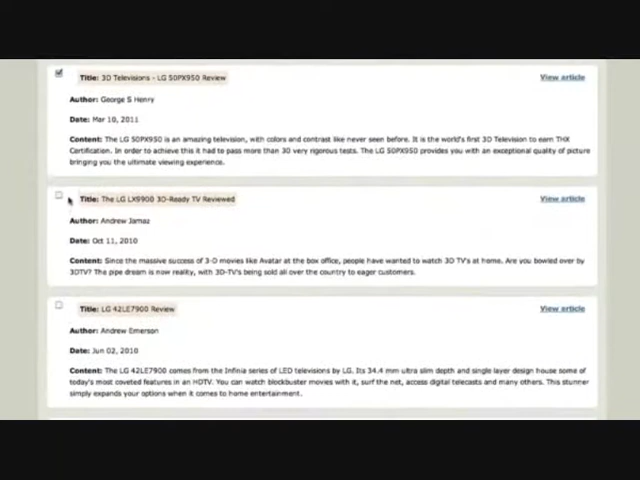 Title: 3D Televisions - LG 50PX950 Review
View article
Author: George S Henry
Date: Mar 10, 2011
Content: The LG 50PX950 is an amazing television, with colors and contrast like never seen before. It is the world's first 3D Television to earn THX
Certification. In order to achieve this it had to pass more than 30 very rigorous tests. The LG 50PX950 provides you with an exceptional quality of picture
bringing you the ultimate viewing experience.
Title: The LG LX9900 3D-Ready TV Reviewed
View article
Author: Andrew Jamaz
Date: Oct 11, 2010
Content: Since the massive success of 3-D movies like Avatar at the box office, people have wanted to watch 3D TV's at home. Are you bowled over by
3DTV? The pipe dream is now reality, with 3D-TV's being sold all over the country to eager customers.
Title: LG 42LE7900 Review
View article
Author: Andrew Emerson
Date: Jun 02, 2010
Content: The LG 42LE7900 comes from the Infinia series of LED televisions by LG. Its 34.4 mm ultra slim depth and single layer design house some of
today's most coveted features in an HDTV. You can watch blockbuster movies with it, surf the net, access digital telecasts and many others. This stunner
simply expands your options when it comes to home entertainment.